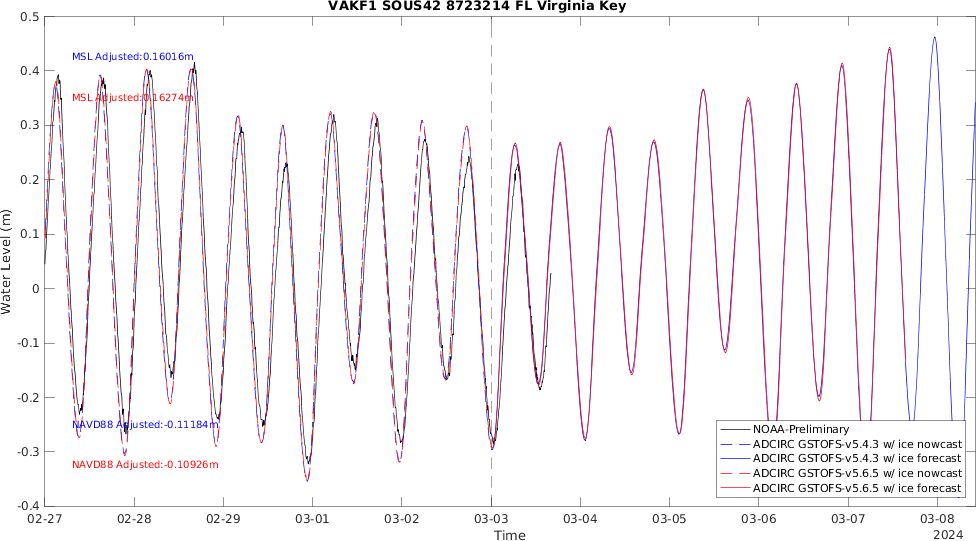 VAKF1 SOUS42 8723214 FL Virginia Key
0.5
0.4
0.3
0.2
0.1
0
-0.1
-0.2
-0.3
-0.4
Water Level (m)
MSL Adjusted:0.16016m
MSL Adjusted:0.16274m
NAVD88 Adjusted:-0.11184m
NAVD88 Adjusted:-0.10926m
NOAA-Preliminary
ADCIRC GSTOFS-v5.4.3 w/ ice nowcast
ADCIRC GSTOFS-v5.4.3 w/ ice forecast
ADCIRC GSTOFS-v5.6.5 w/ ice nowcast
ADCIRC GSTOFS-v5.6.5 w/ ice forecast
02-27 02-28 02-29 03-01 03-02 03-03 03-04 03-05 03-06 03-07 03-08
Time
2024